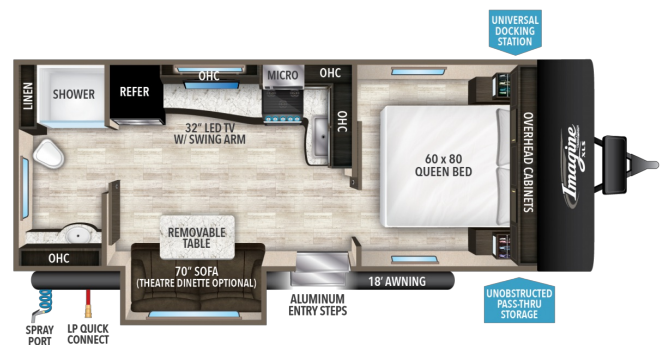 UNIVERSAL
DOCKING
STATION
LINEN
SHOWER
REFER
OHC
MICRO
OHC
OHC
32" LED TV
W/ SWING ARM
60 x 80
QUEEN BED
OVERHEAD CABINETS
Imagine
XLS
REMOVABLE
TABLE
OHC
70" SOFA
(THEATRE DINETTE OPTIONAL)
18' AWNING
ALUMINUM
ENTRY STEPS
UNOBSTRUCTED
PASS-THRU
STORAGE
SPRAY
PORT
LP QUICK
CONNECT